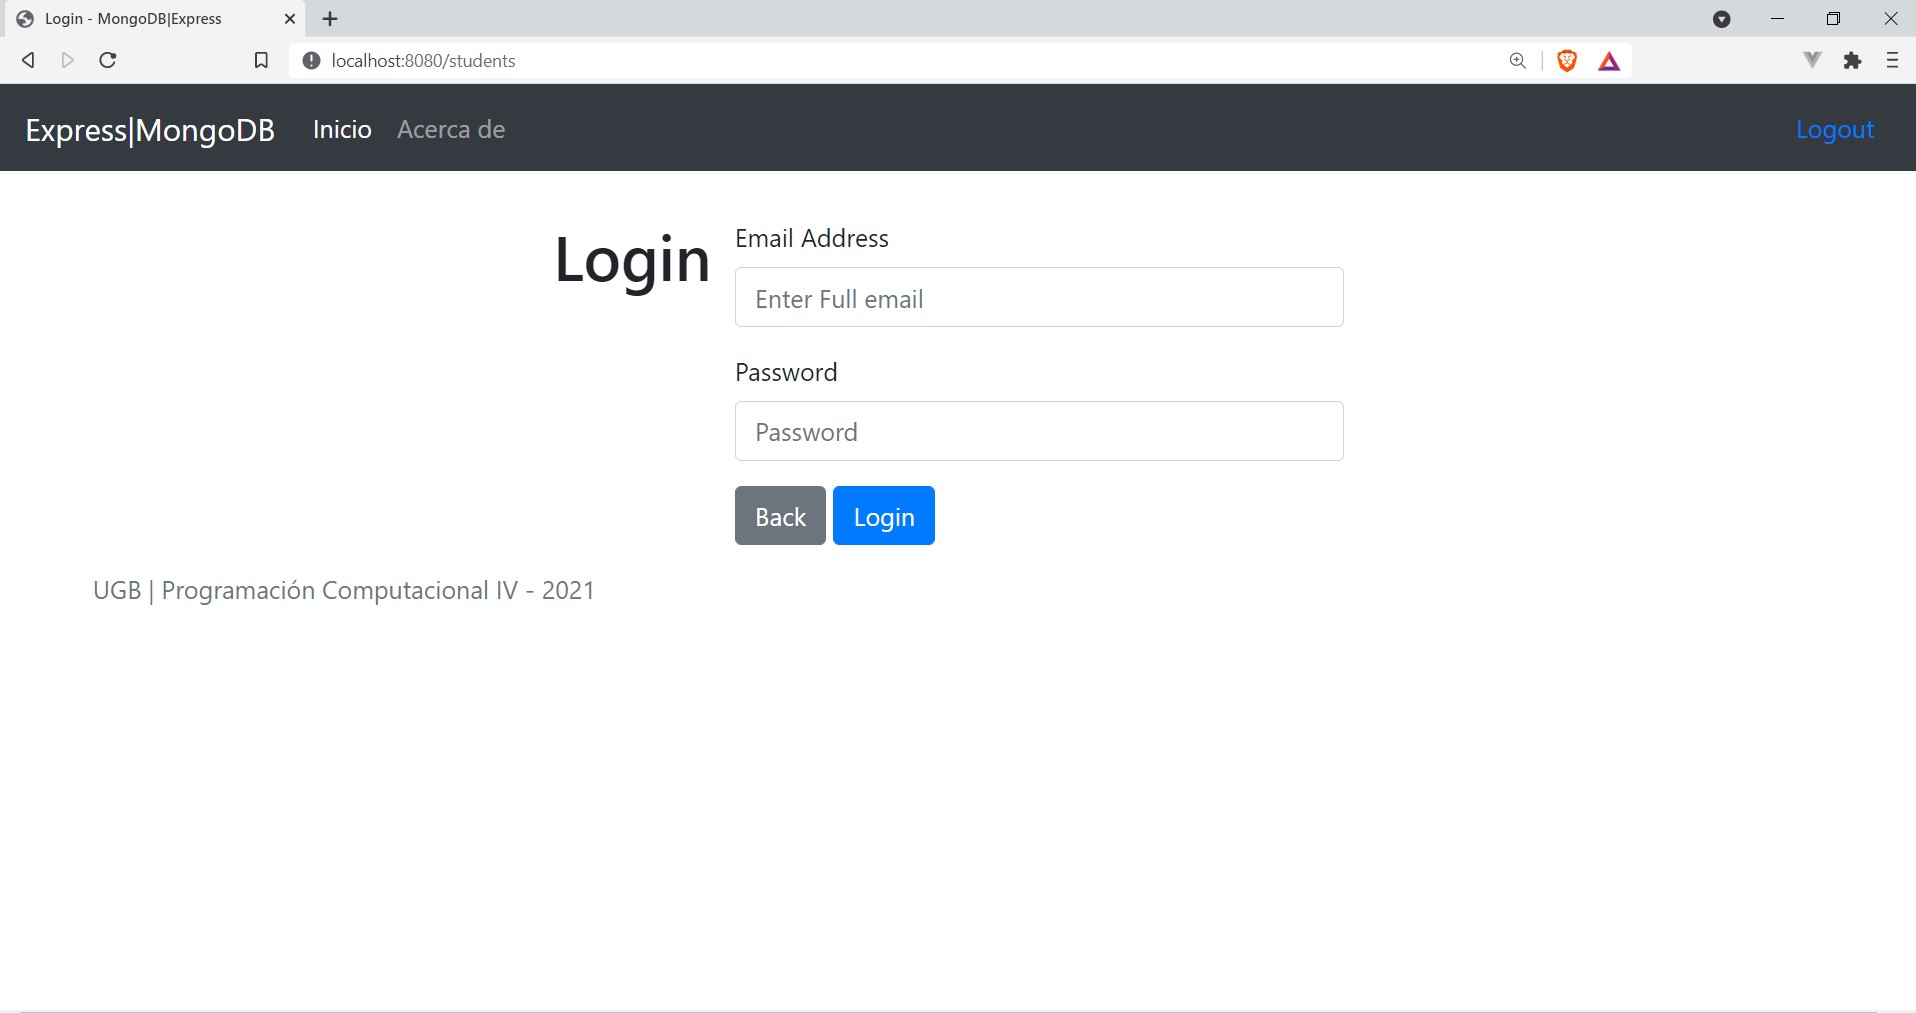 Login - MongoDB|Express
localhost:8080/students
Express|MongoDB Inicio Acerca de Logout
Login
Email Address
Enter Full email
Password
Password
Back Login
UGB | Programación Computacional IV - 2021